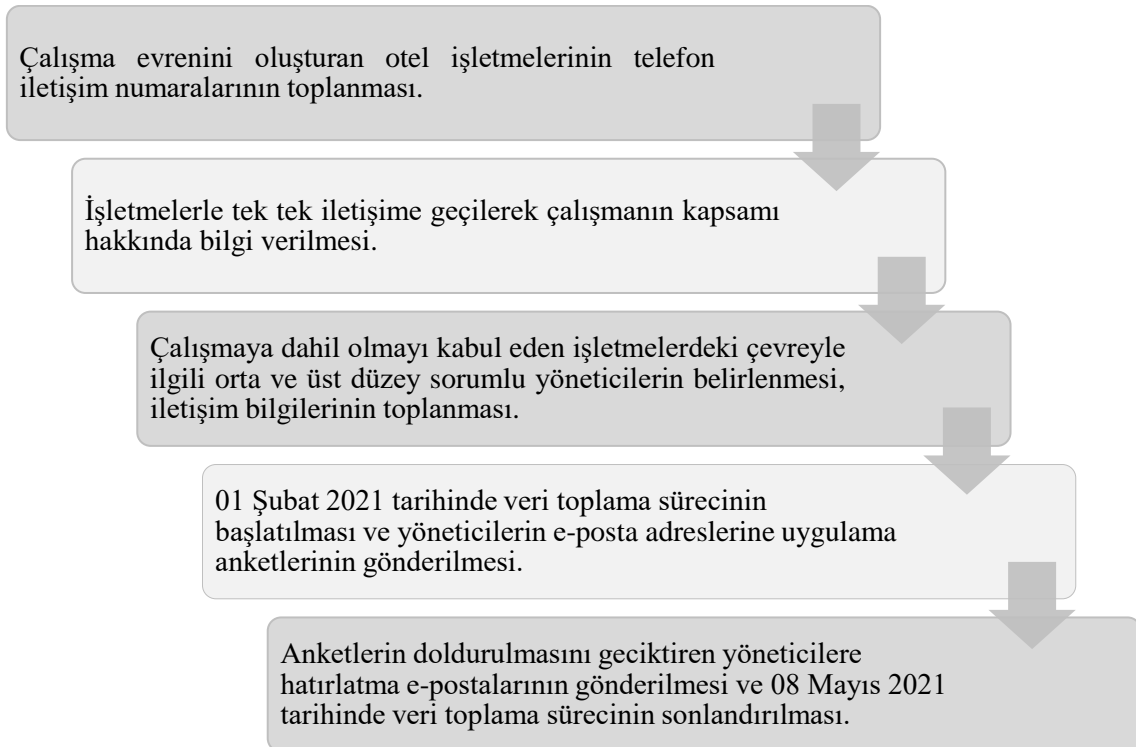 Çalışma evrenini oluşturan otel işletmelerinin telefon
iletişim numaralarının toplanması.
İşletmelerle tek tek iletişime geçilerek çalışmanın kapsamı
hakkında bilgi verilmesi.
Çalışmaya dahil olmayı kabul eden işletmelerdeki çevreyle
ilgili orta ve üst düzey sorumlu yöneticilerin belirlenmesi,
iletişim bilgilerinin toplanması.
01 Şubat 2021 tarihinde veri toplama sürecinin
başlatılması ve yöneticilerin e-posta adreslerine uygulama
anketlerinin gönderilmesi.
Anketlerin doldurulmasını geciktiren yöneticilere
hatırlatma e-postalarının gönderilmesi ve 08 Mayıs 2021
tarihinde veri toplama sürecinin sonlandırılması.